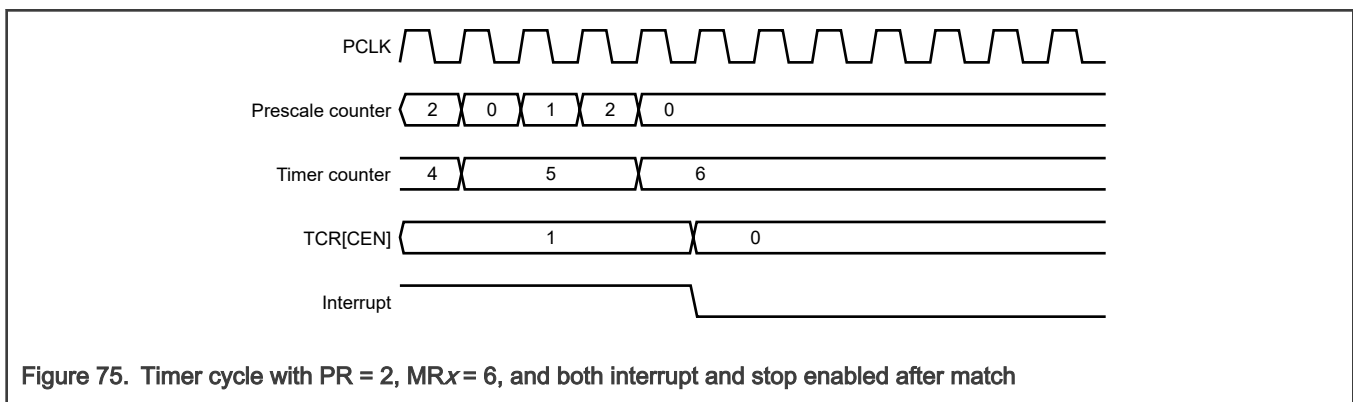 PCLK
Prescale counter 2 0 1 2 0
Timer counter 4 5 6
TCR[CEN] 1 0
Interrupt
Figure 75. Timer cycle with PR = 2, MRx = 6, and both interrupt and stop enabled after match